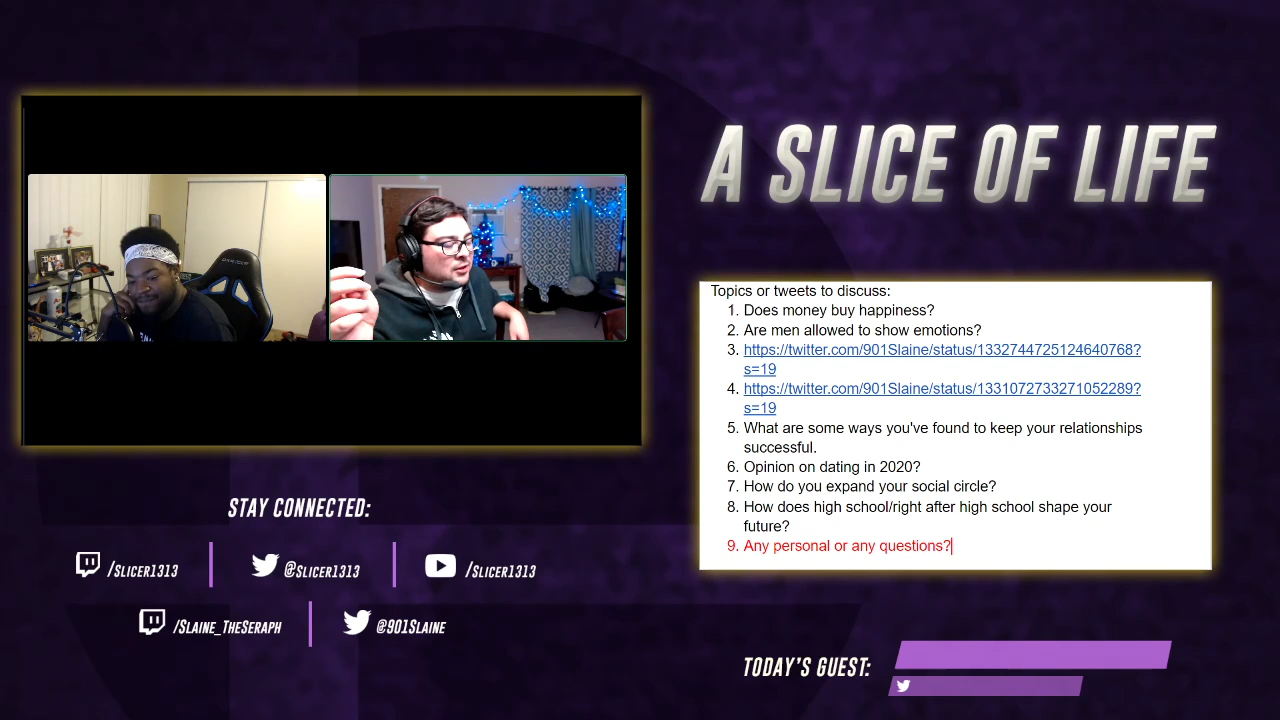 A SLICE OF LIFE
Topics or tweets to discuss:
1. Does money buy happiness?
2. Are men allowed to show emotions?
3. https://twitter.com/901Slaine/status/1332744725124640768?
s=19
4. https://twitter.com/901Slaine/status/1331072733271052289?
s=19
5. What are some ways you've found to keep your relationships
successful.
6. Opinion on dating in 2020?
7. How do you expand your social circle?
8. How does high school/right after high school shape your
future?
9. Any personal or any questions?
STAY CONNECTED:
/SLICER1313
@SLICER1313
/SLICER1313
/SLAINE_THESERAPH
@901SLAINE
TODAY'S GUEST: